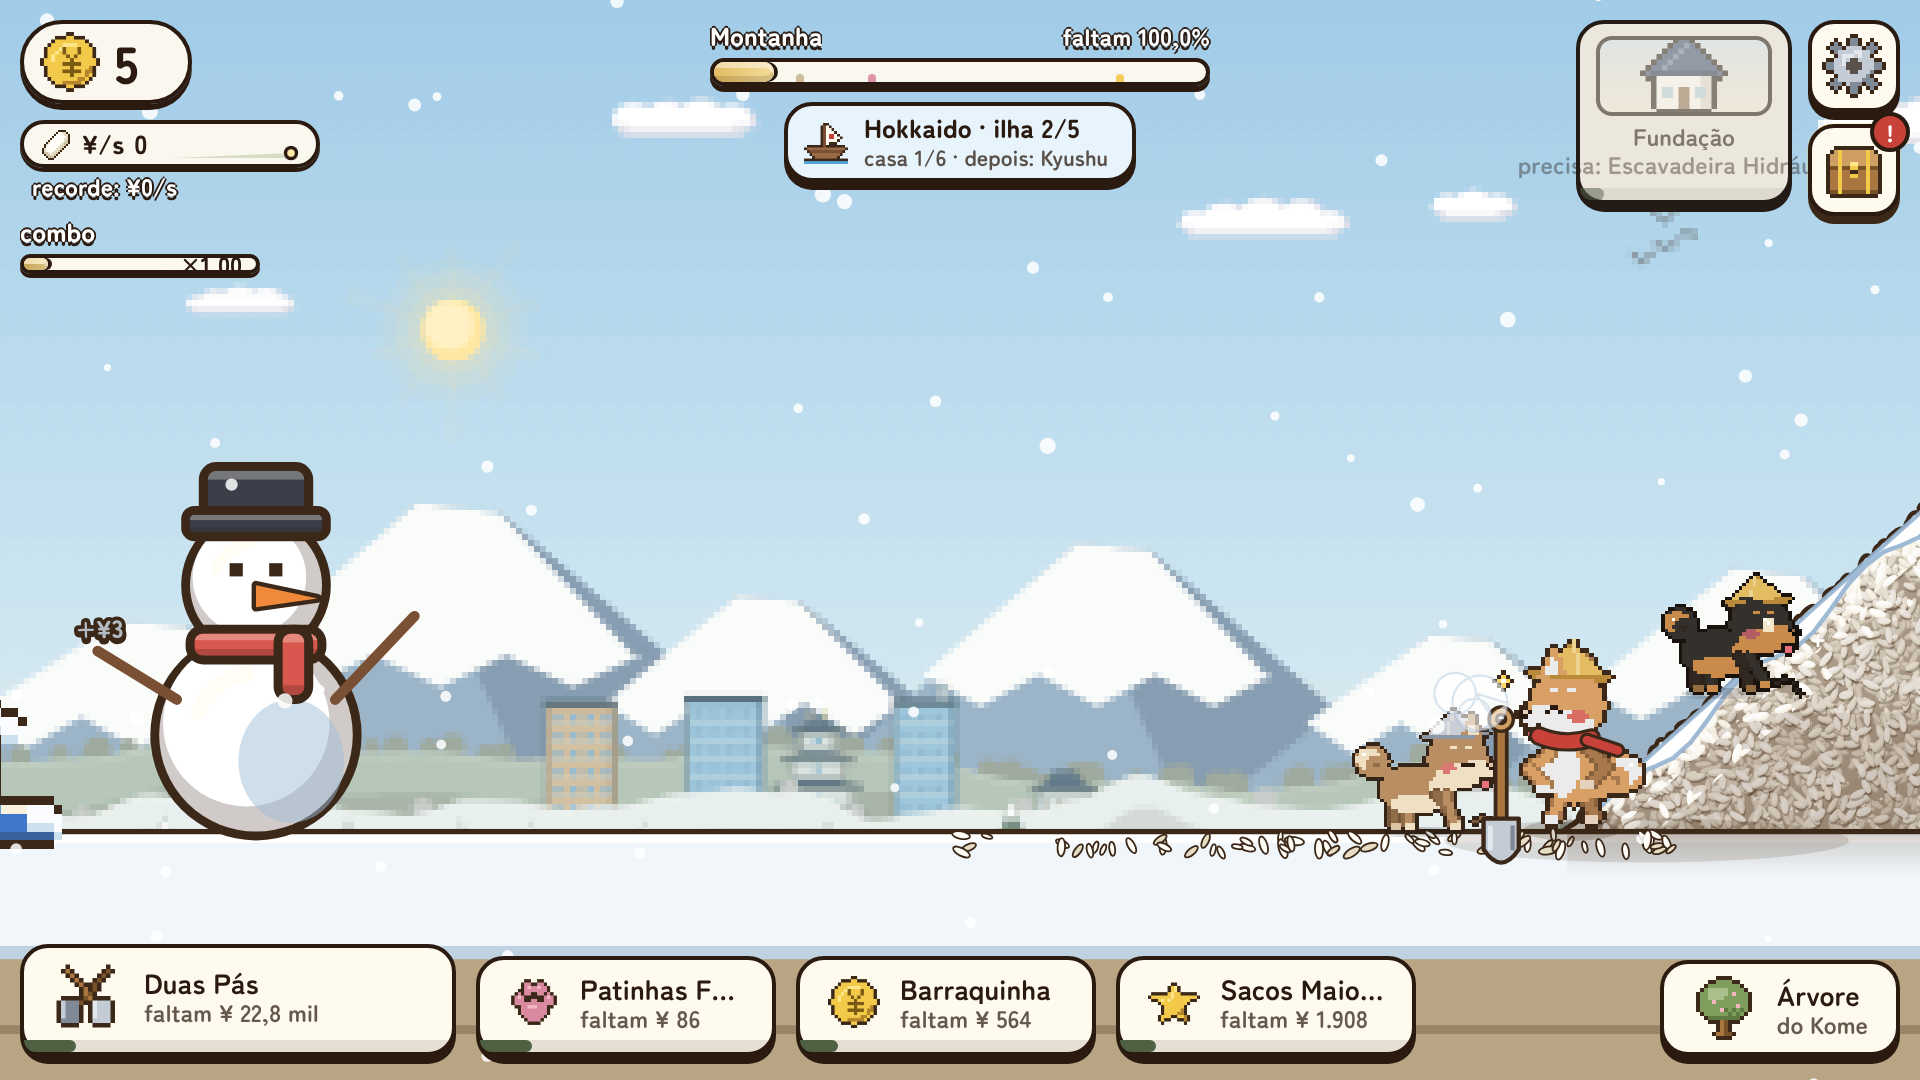 5
¥/s 0
recorde: ¥0/s
combo
×1,00
Montanha
faltam 100,0%
Hokkaido · ilha 2/5
casa 1/6 · depois: Kyushu
Fundação
precisa: Escavadeira Hidráu
!
+¥3
Duas Pás
faltam ¥ 22,8 mil
Patinhas F...
faltam ¥ 86
Barraquinha
faltam ¥ 564
Sacos Maio...
faltam ¥ 1.908
Árvore
do Kome